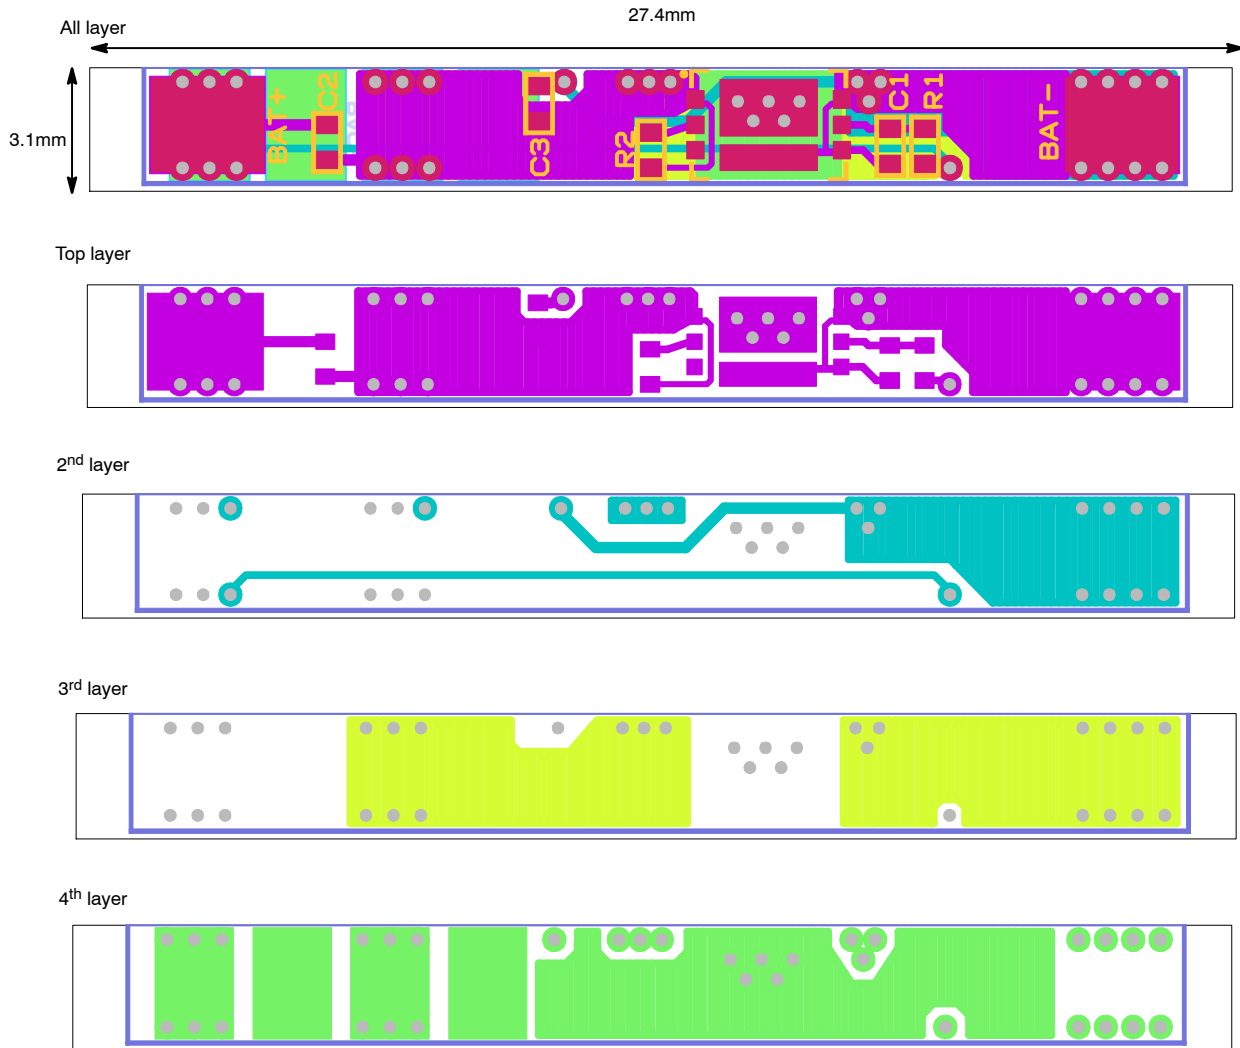 27.4mm
All layer
3.1mm
BAT+
C2
C3
R2
C1
R1
BAT-
Top layer
2nd layer
3rd layer
4th layer